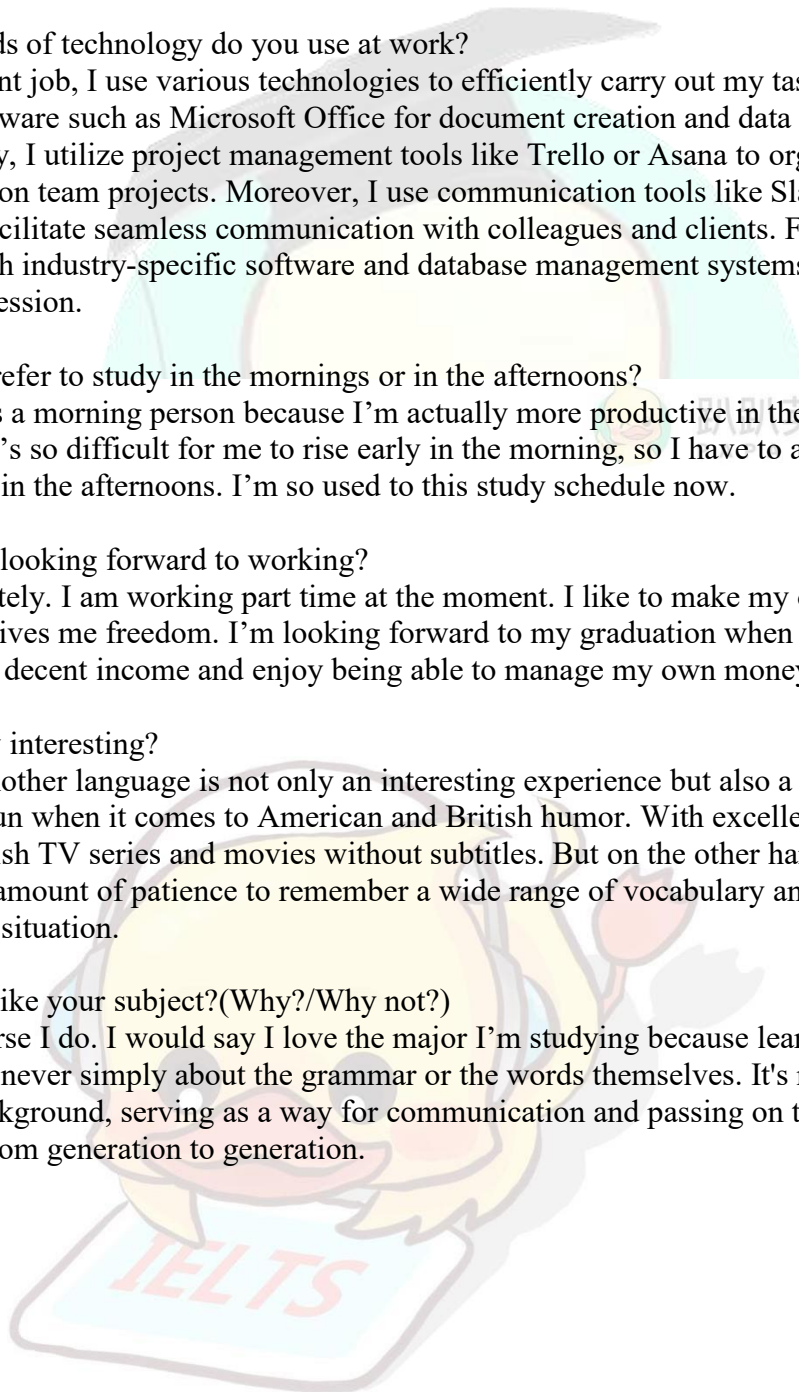 ds of technology do you use at work?
nt job, I use various technologies to efficiently carry out my tas
ware such as Microsoft Office for document creation and data
y, I utilize project management tools like Trello or Asana to org
on team projects. Moreover, I use communication tools like Sla
cilitate seamless communication with colleagues and clients. F
h industry-specific software and database management systems
ession.
refer to study in the mornings or in the afternoons?
s a morning person because I’m actually more productive in the
’s so difficult for me to rise early in the morning, so I have to a
in the afternoons. I’m so used to this study schedule now.
趴趴
looking forward to working?
tely. I am working part time at the moment. I like to make my
ives me freedom. I’m looking forward to my graduation when
decent income and enjoy being able to manage my own money
interesting?
nother language is not only an interesting experience but also a
un when it comes to American and British humor. With excelle
sh TV series and movies without subtitles. But on the other ha
amount of patience to remember a wide range of vocabulary an
situation.
ike your subject?(Why?/Why not?)
rse I do. I would say I love the major I’m studying because lear
never simply about the grammar or the words themselves. It's
kground, serving as a way for communication and passing on t
om generation to generation.
IELTS